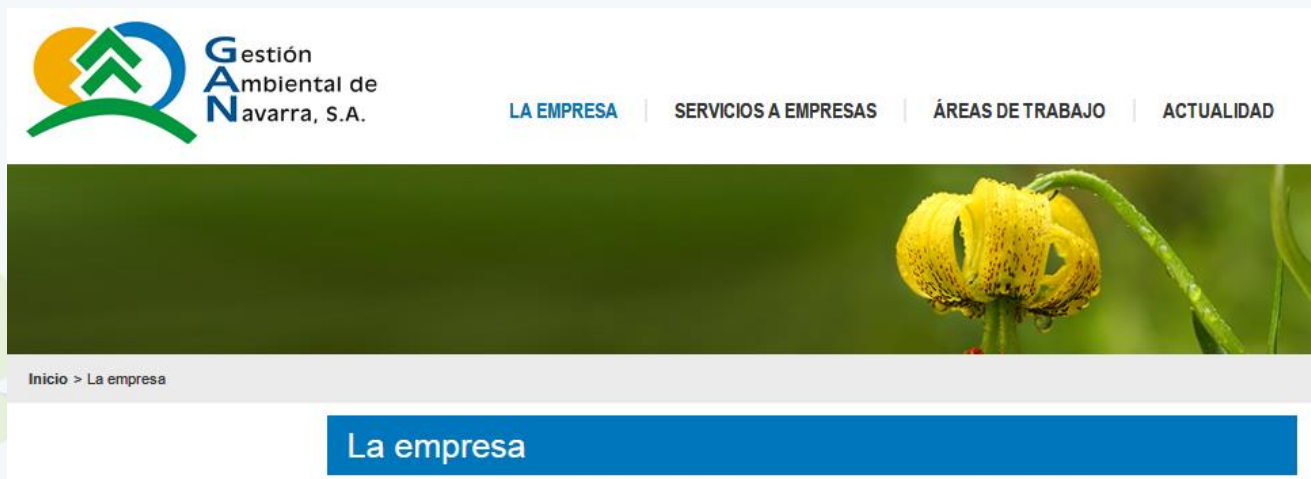 Gestión
Ambiental de
Navarra, S.A.
LA EMPRESA SERVICIOS A EMPRESAS ÁREAS DE TRABAJO ACTUALIDAD
Inicio > La empresa
La empresa